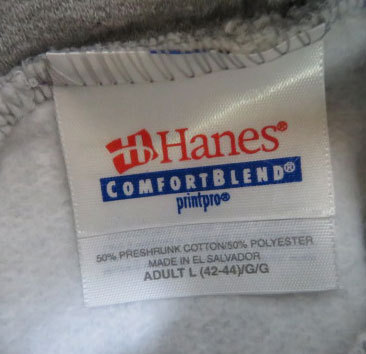 Hanes®
COMFORTBLEND®
printpro®
50% PRESHRUNK COTTON/50% POLYESTER
MADE IN EL SALVADOR
ADULT L (42-44)/G/G